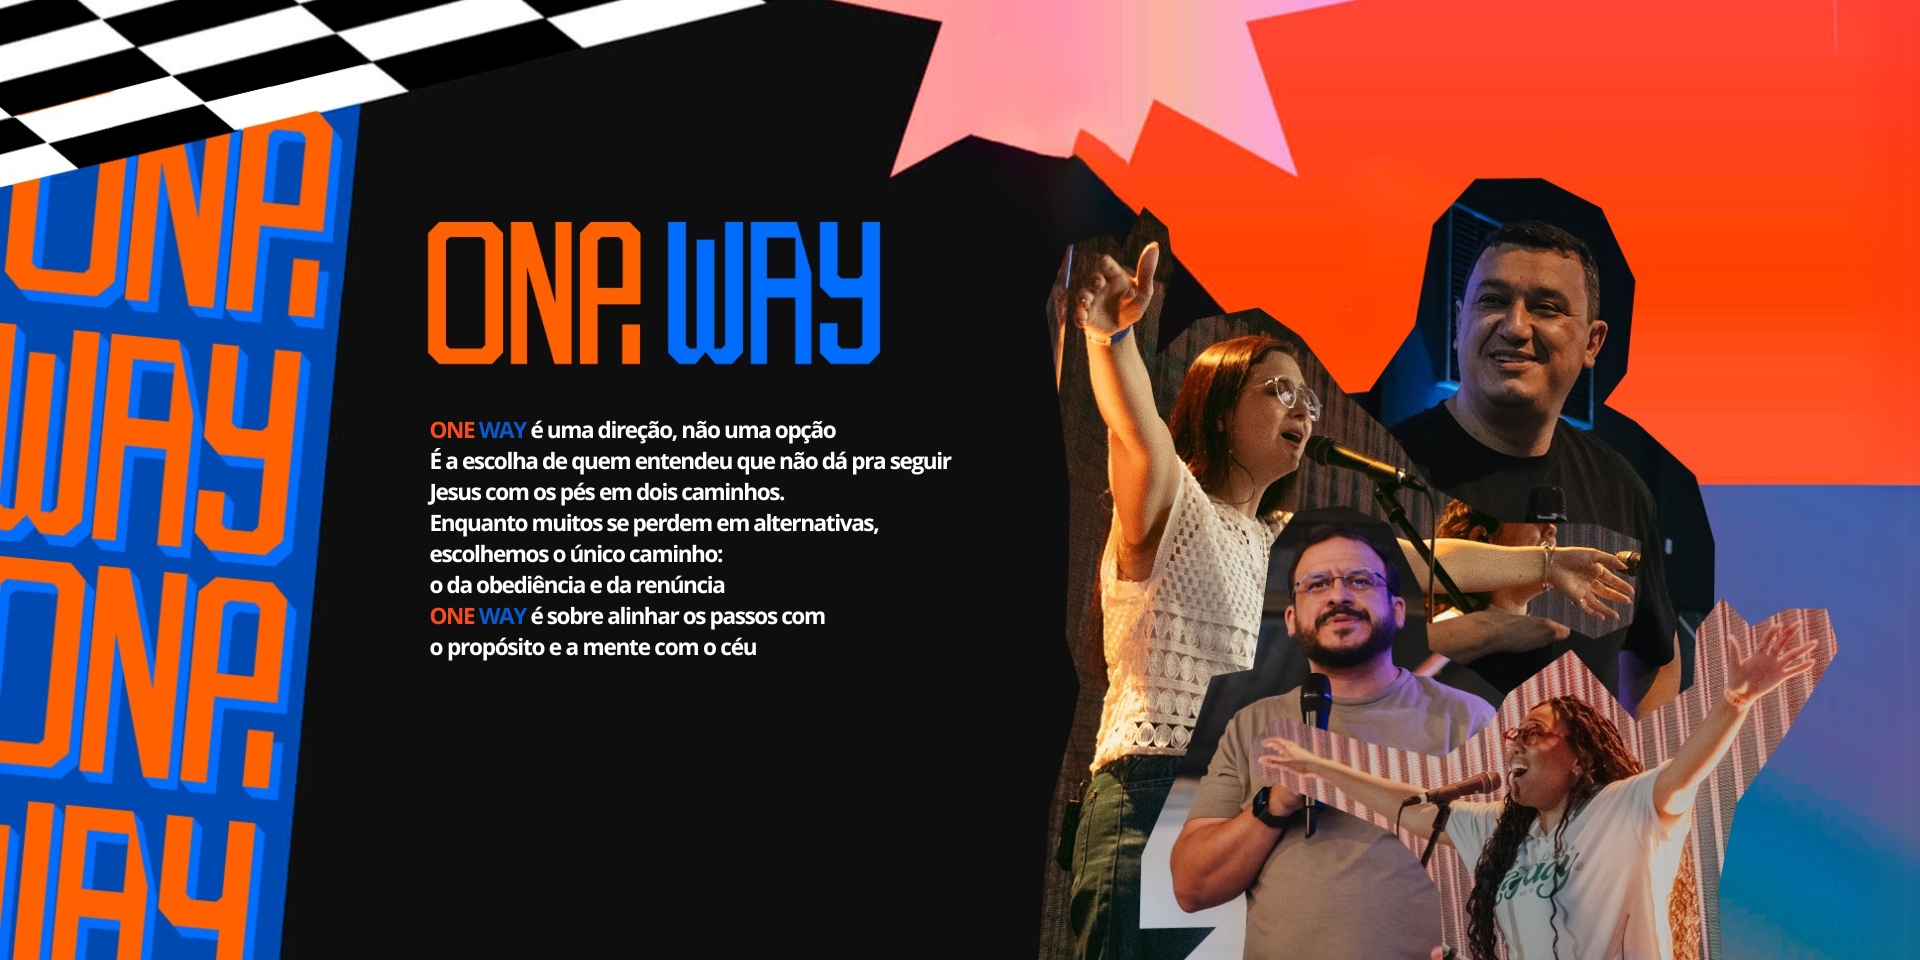 ONE
WAY
ONE
WAY
ONE WAY
ONE WAY é uma direção, não uma opção
É a escolha de quem entendeu que não dá pra seguir
Jesus com os pés em dois caminhos.
Enquanto muitos se perdem em alternativas,
escolhemos o único caminho:
o da obediência e da renúncia
ONE WAY é sobre alinhar os passos com
o propósito e a mente com o céu
Legacy